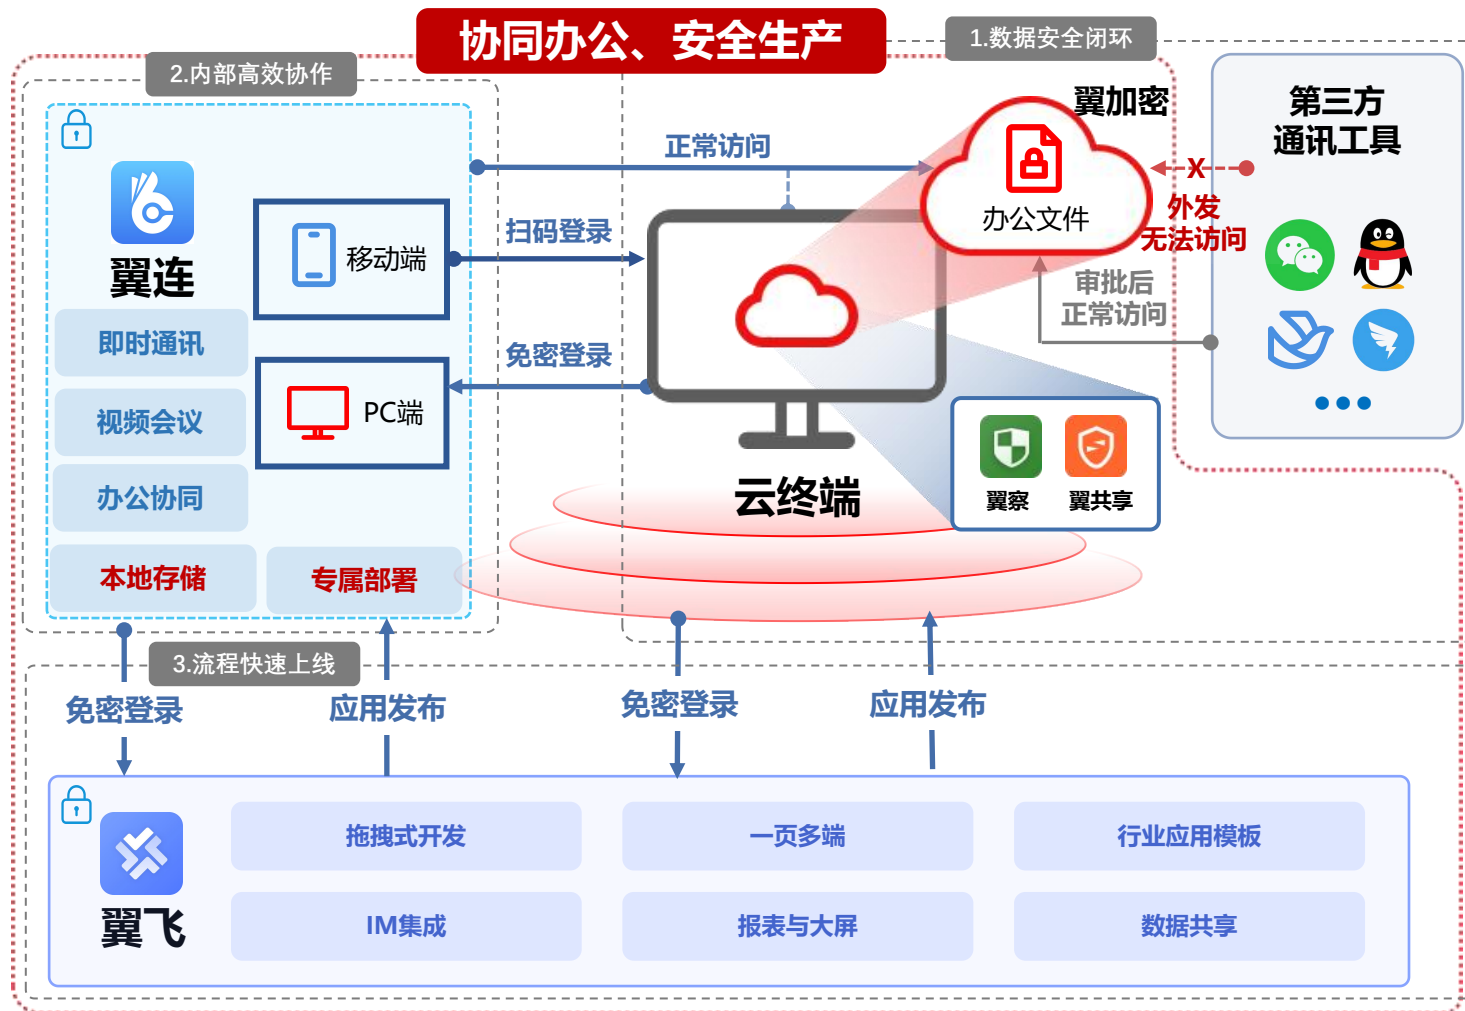 协同办公、安全生产
1.数据安全闭环
2.内部高效协作
翼连
即时通讯
视频会议
办公协同
本地存储
专属部署
移动端
PC端
正常访问
扫码登录
免密登录
云终端
翼加密
办公文件
X
外发
无法访问
审批后
正常访问
翼察
翼共享
第三方
通讯工具
3.流程快速上线
免密登录
应用发布
免密登录
应用发布
翼飞
拖拽式开发
一页多端
行业应用模板
IM集成
报表与大屏
数据共享